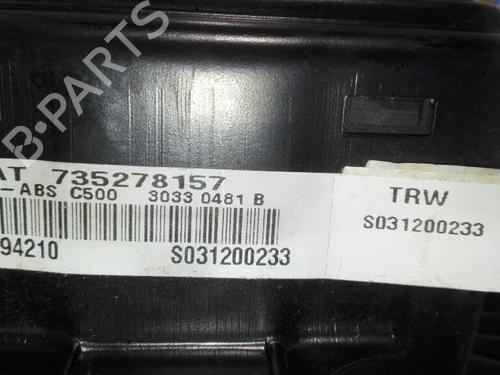 B-PARTS
AT 735278157
-ABS C500 3033 0481 B
94210 S031200233
TRW
S031200233